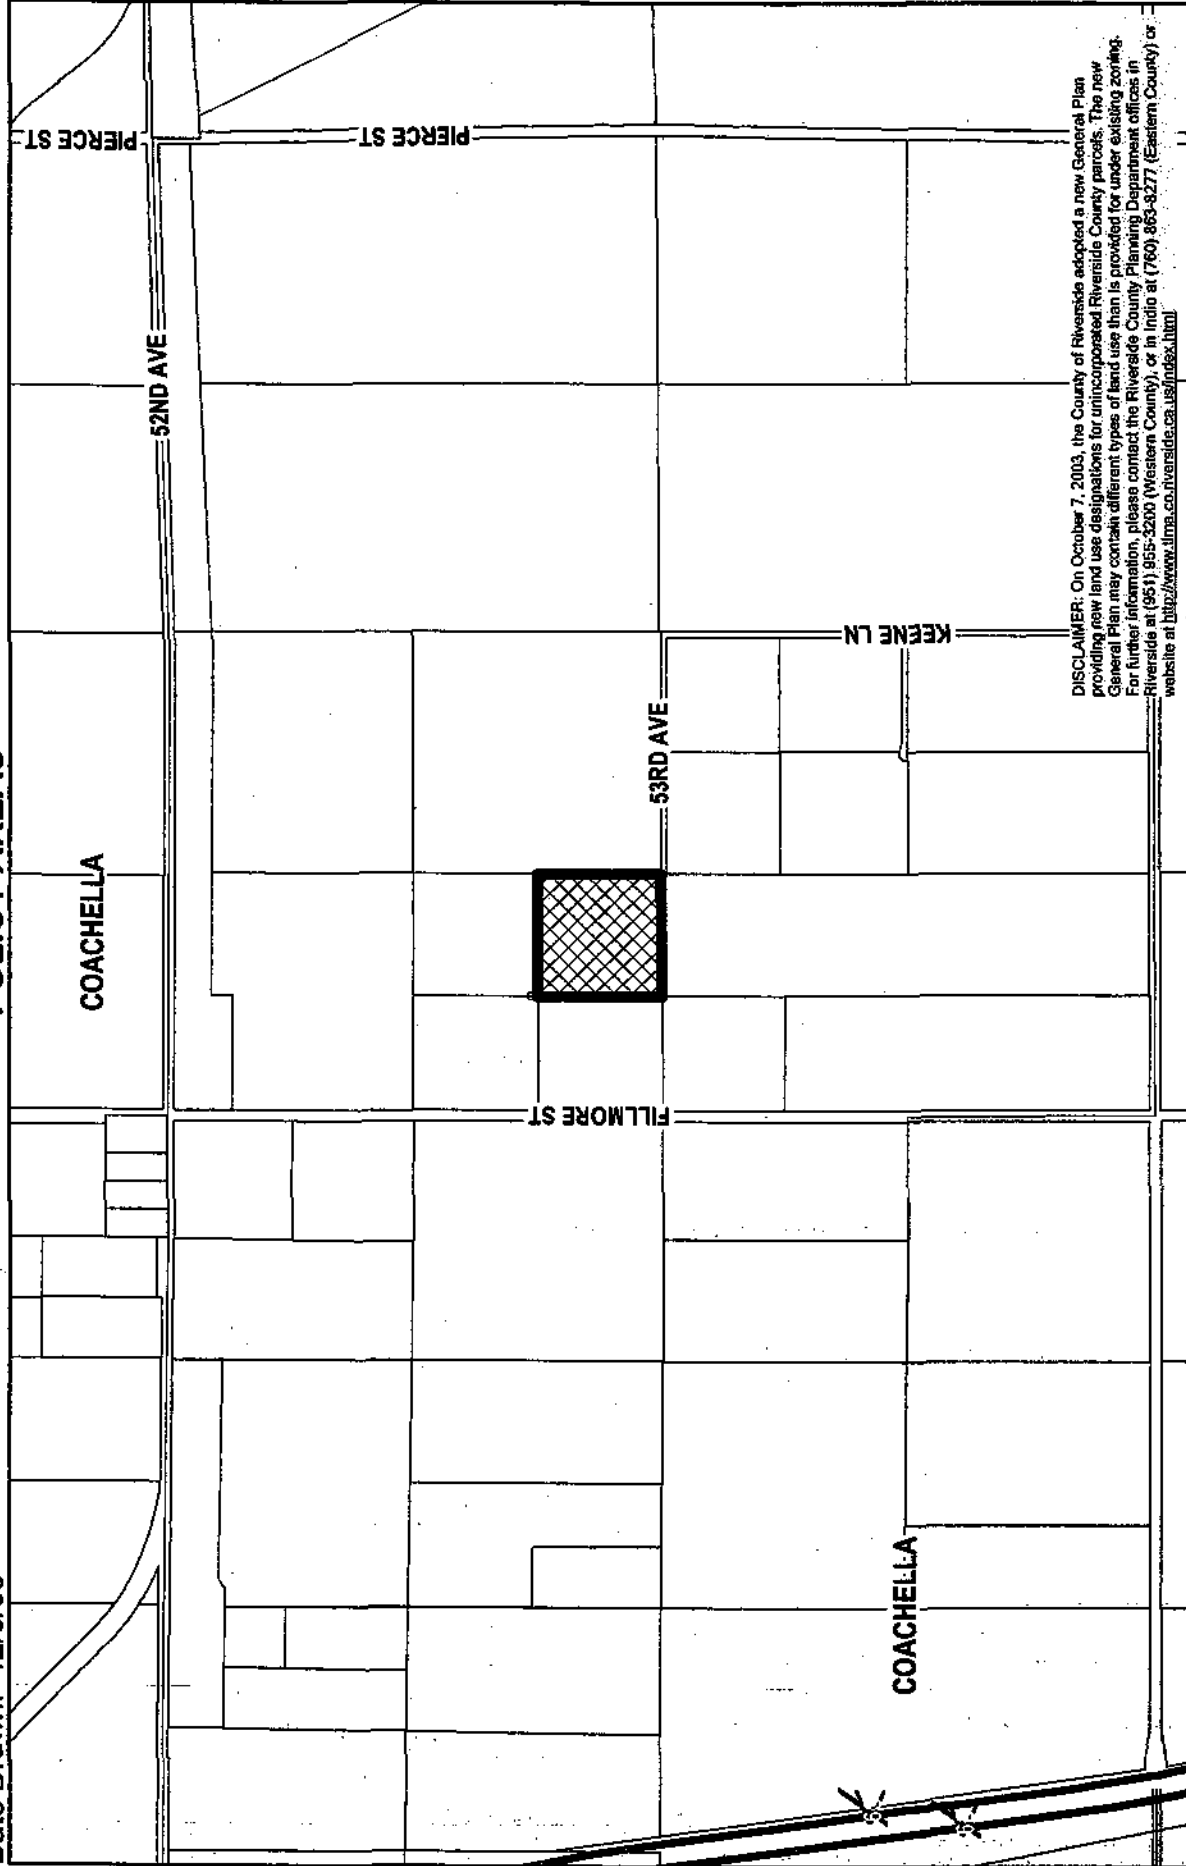 PIERCE ST
PIERCE ST
52ND AVE
COACHELLA
KEENE LN
53RD AVE
FILLMORE ST
COACHELLA
DISCLAIMER: On October 7, 2003, the County of Riverside adopted a new General Plan
providing new land use designations for unincorporated Riverside County parcels. The new
General Plan may contain different types of land use than is provided for under existing zoning.
For further information, please contact the Riverside County Planning Department offices in
Riverside at (951) 955-3200 (Western County), or in Indio at (760) 863-8277 (Eastern County) or
website at http://www.tlma.co.riverside.ca.us/index.html